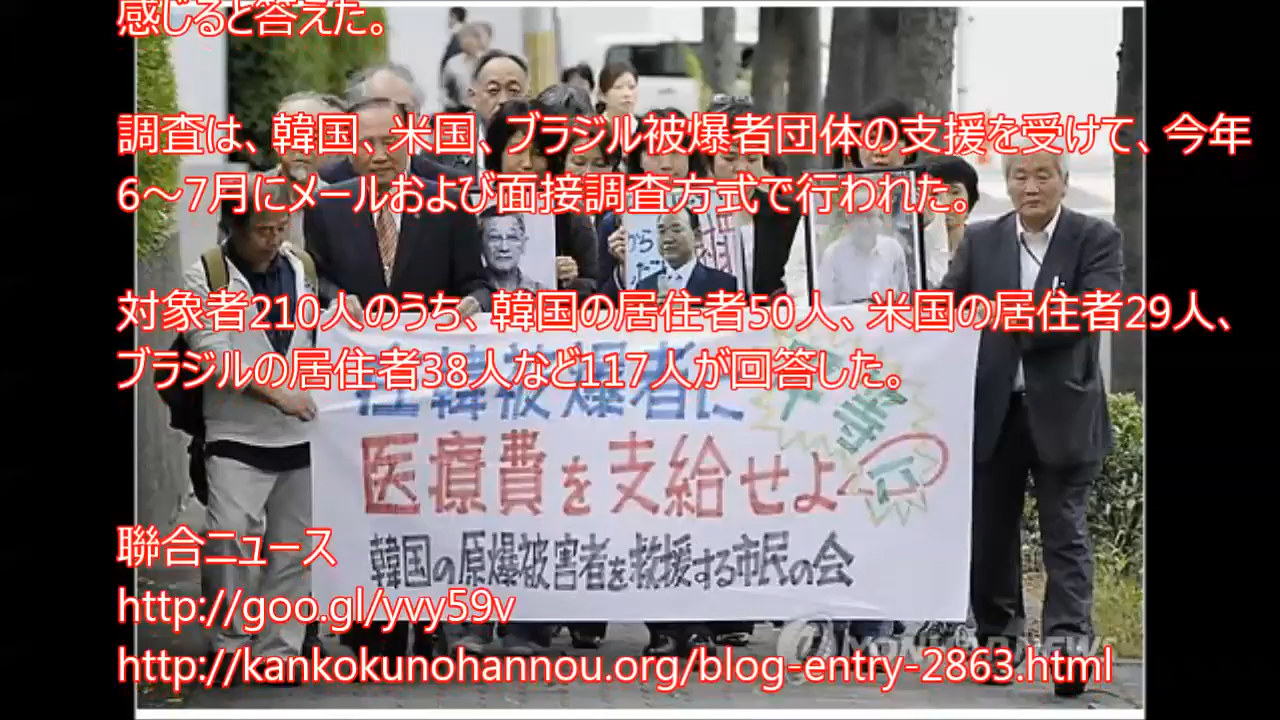 感じると答えた。
調査は、韓国、米国、ブラジル被爆者団体の支援を受けて、今年
6～7月にメールおよび面接調査方式で行われた。
対象者210人のうち、韓国の居住者50人、米国の居住者29人、
ブラジルの居住者38人など117人が回答した。
在韓被爆者に
平等に
医療費を支給せよ
韓国の原爆被害者を救援する市民の会
聯合ニュース
http://goo.gl/yvy59v
http://kankokunohannou.org/blog-entry-2863.html